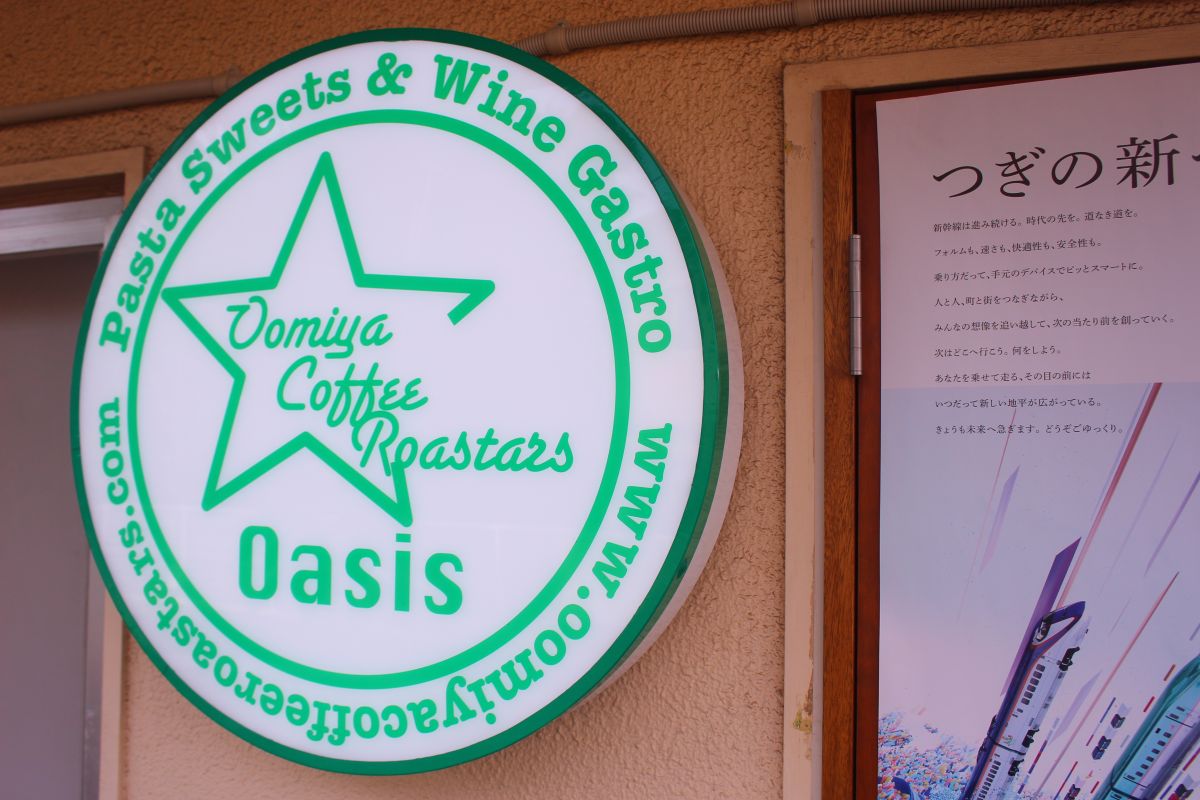 Pasta Sweets & Wine Gastro
www.oomiyacoffeeroastars.com
Oomiya
Coffee
Roastars
Oasis
つぎの新
新幹線は進み続ける。時代の先を。道なき道を。
フォルムも、速さも、快適性も、安全性も。
乗り方だって、手元のデバイスでピッとスマートに。
人と人、町と街をつなぎながら、
みんなの想像を追い越して、次の当たり前を創っていく。
次はどこへ行こう。何をしよう。
あなたを乗せて走る、その目の前には
いつだって新しい地平が広がっている。
きょうも未来へ急ぎます。どうぞごゆっくり。